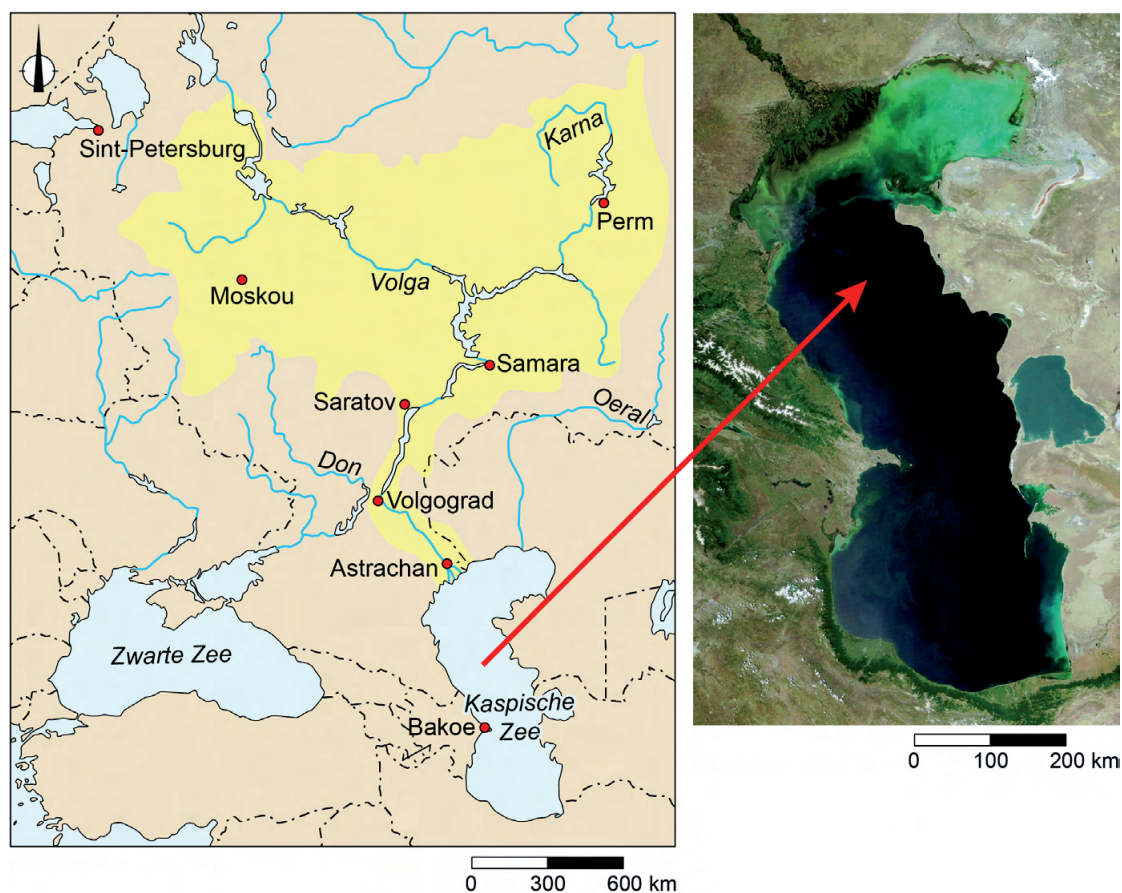 Sint-Petersburg
Karna
Perm
Moskou
Volga
Samara
Saratov
Oeral
Don
Volgograd
Astrachan
Zwarte Zee
Kaspische
Zee
Bakoe
0 300 600 km
0 100 200 km